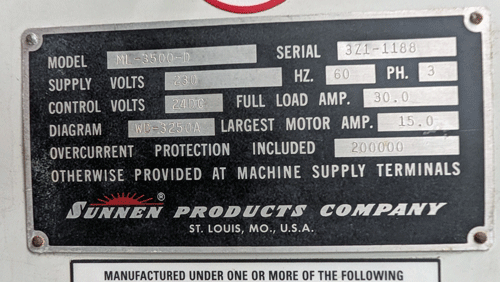 MODEL ML-3500-D SERIAL 3Z1-1188
SUPPLY VOLTS 230 HZ. 60 PH. 3
CONTROL VOLTS 24DC FULL LOAD AMP. 30.0
DIAGRAM WD-3250A LARGEST MOTOR AMP. 15.0
OVERCURRENT PROTECTION INCLUDED 200000
OTHERWISE PROVIDED AT MACHINE SUPPLY TERMINALS
SUNNEN® PRODUCTS COMPANY
ST. LOUIS, MO., U.S.A.
MANUFACTURED UNDER ONE OR MORE OF THE FOLLOWING